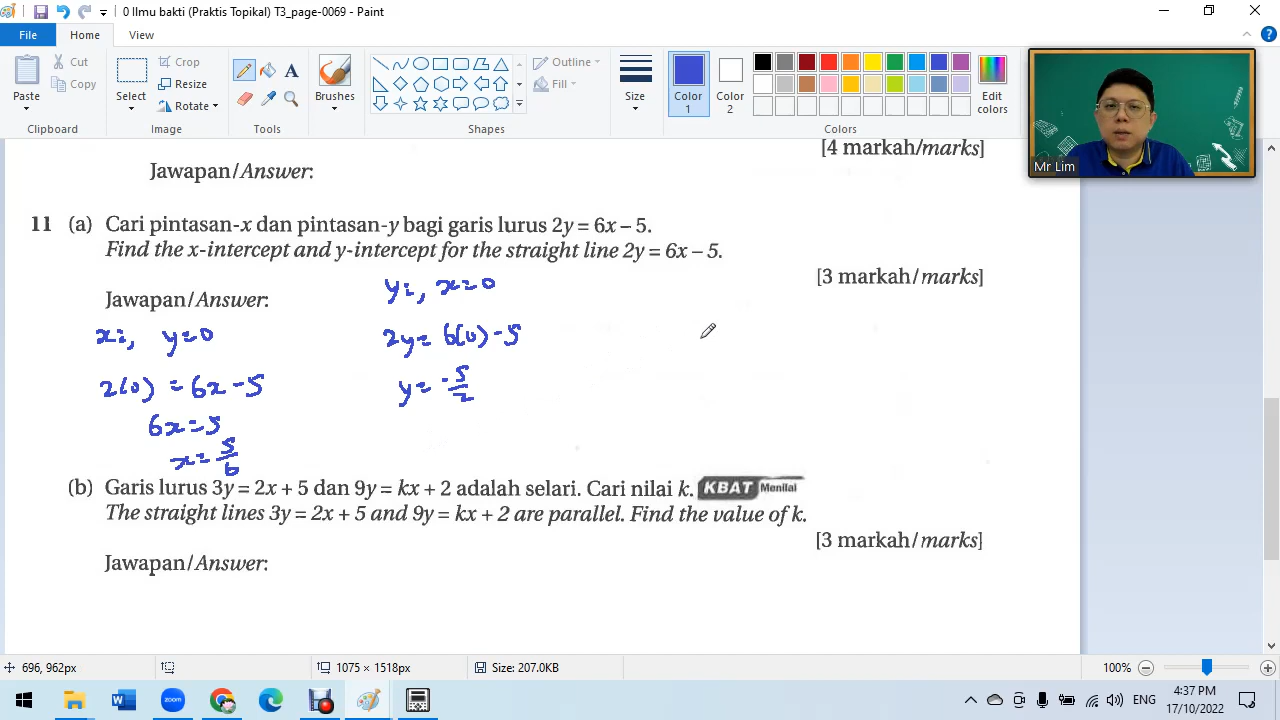 0 Ilmu bakti (Praktis Topikal) T3_page-0069 - Paint
File Home View
Paste Cut Copy Clipboard
Select Crop Resize Rotate Image
Tools
Brushes
Outline Fill Shapes
Size
Color 1 Color 2 Edit colors Colors
Mr Lim
[4 markah/marks]
Jawapan/Answer:
11 (a) Cari pintasan-x dan pintasan-y bagi garis lurus 2y = 6x – 5.
Find the x-intercept and y-intercept for the straight line 2y = 6x – 5.
[3 markah/marks]
Jawapan/Answer:
x=, y=0
2(0) = 6x - 5
6x = 5
x = 5/6
y=, x=0
2y = 6(0) - 5
y = -5/2
(b) Garis lurus 3y = 2x + 5 dan 9y = kx + 2 adalah selari. Cari nilai k. KBAT Menilai
The straight lines 3y = 2x + 5 and 9y = kx + 2 are parallel. Find the value of k.
[3 markah/marks]
Jawapan/Answer:
696, 962px 1075 × 1518px Size: 207.0KB 100%
zoom
ENG 4:37 PM
17/10/2022